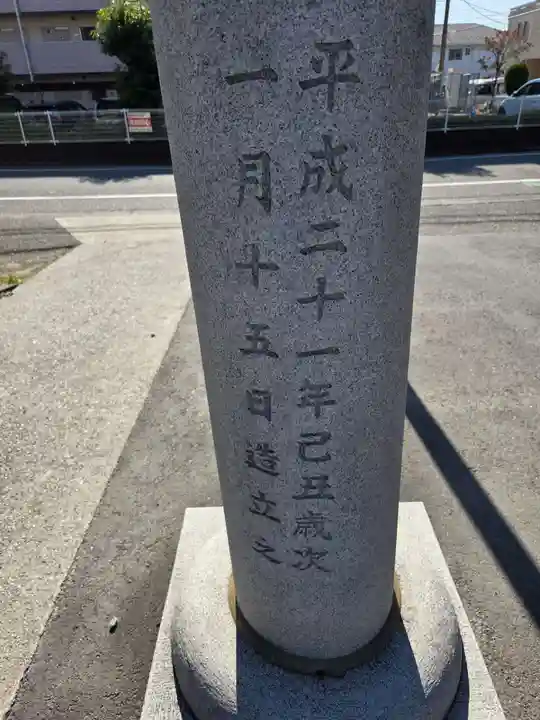 平成二十一年己丑歳次
一月十五日造立之